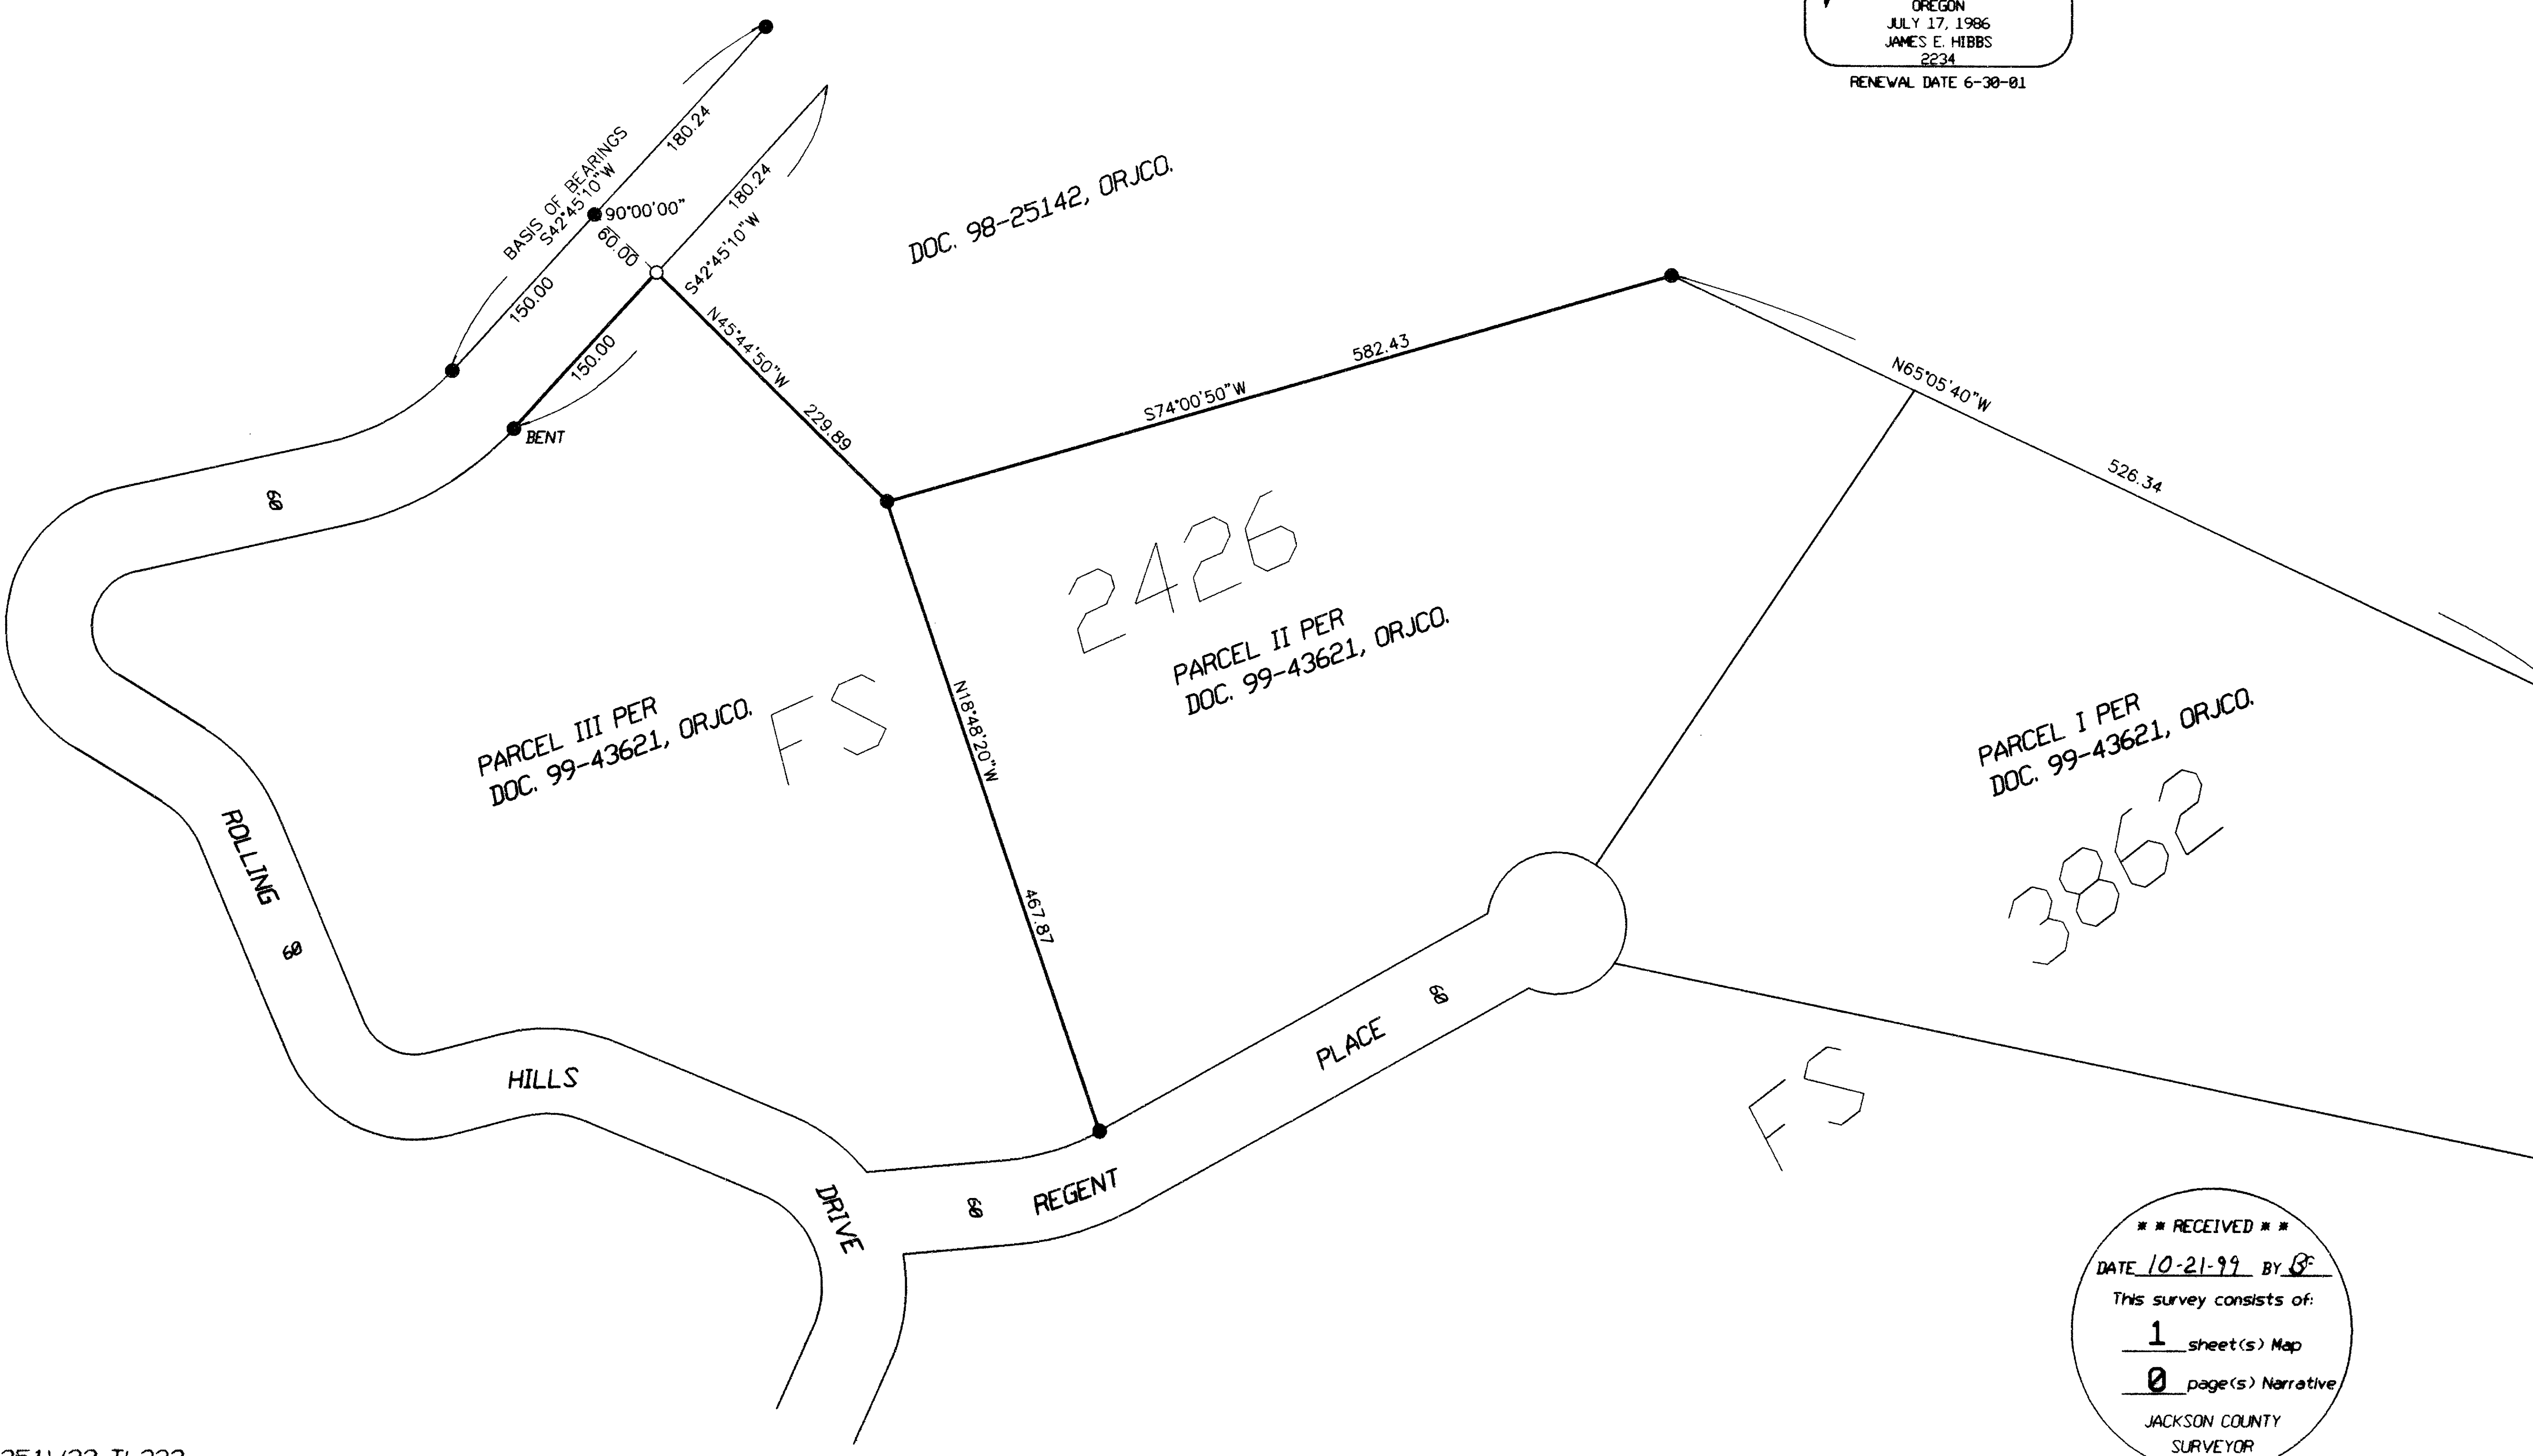 OREGON
JULY 17, 1986
JAMES E. HIBBS
2234
RENEWAL DATE 6-30-01
180.24
BASIS OF BEARINGS
S42°45'10"W
90°00'00"
60.00
150.00
180.24
S42°45'10"W
150.00
BENT
DOC. 98-25142, ORJCO.
N45°44'50"W
229.89
S74°00'50"W
582.43
N65°05'40"W
526.34
60
2426
PARCEL II PER
DOC. 99-43621, ORJCO.
PARCEL III PER
DOC. 99-43621, ORJCO.
FS
N18°48'20"W
467.87
PARCEL I PER
DOC. 99-43621, ORJCO.
3862
ROLLING
60
HILLS
DRIVE
60
REGENT
PLACE
60
FS
* * RECEIVED * *
DATE 10-21-99 BY
This survey consists of:
1 sheet(s) Map
0 page(s) Narrative
JACKSON COUNTY
SURVEYOR